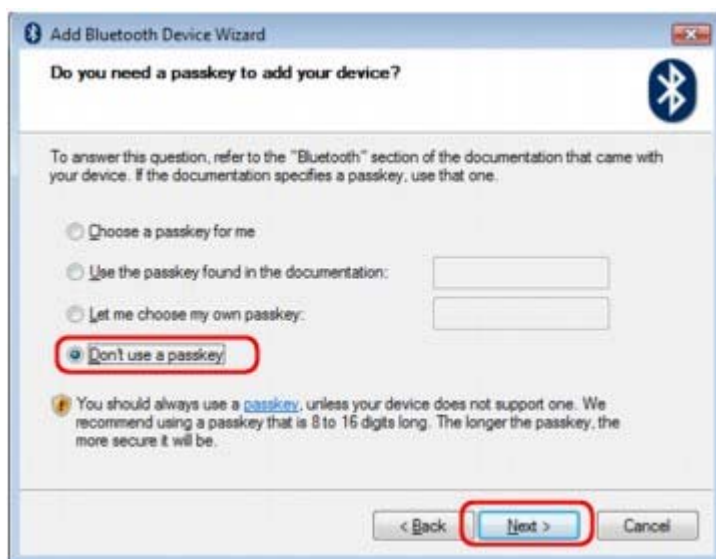 Add Bluetooth Device Wizard
Do you need a passkey to add your device?
To answer this question, refer to the "Bluetooth" section of the documentation that came with
your device. If the documentation specifies a passkey, use that one.
Choose a passkey for me
Use the passkey found in the documentation:
Let me choose my own passkey:
Don't use a passkey
You should always use a passkey, unless your device does not support one. We
recommend using a passkey that is 8 to 16 digits long. The longer the passkey, the
more secure it will be.
< Back Next > Cancel